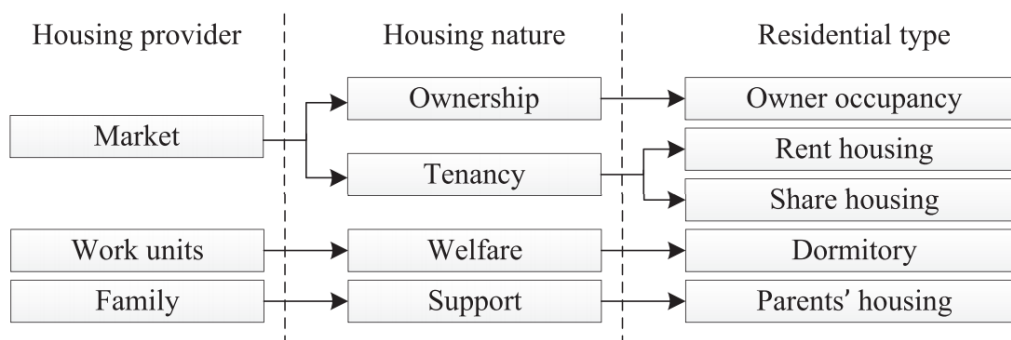 Housing provider
Housing nature
Residential type
Market
Ownership
Tenancy
Owner occupancy
Rent housing
Share housing
Work units
Welfare
Dormitory
Family
Support
Parents’ housing